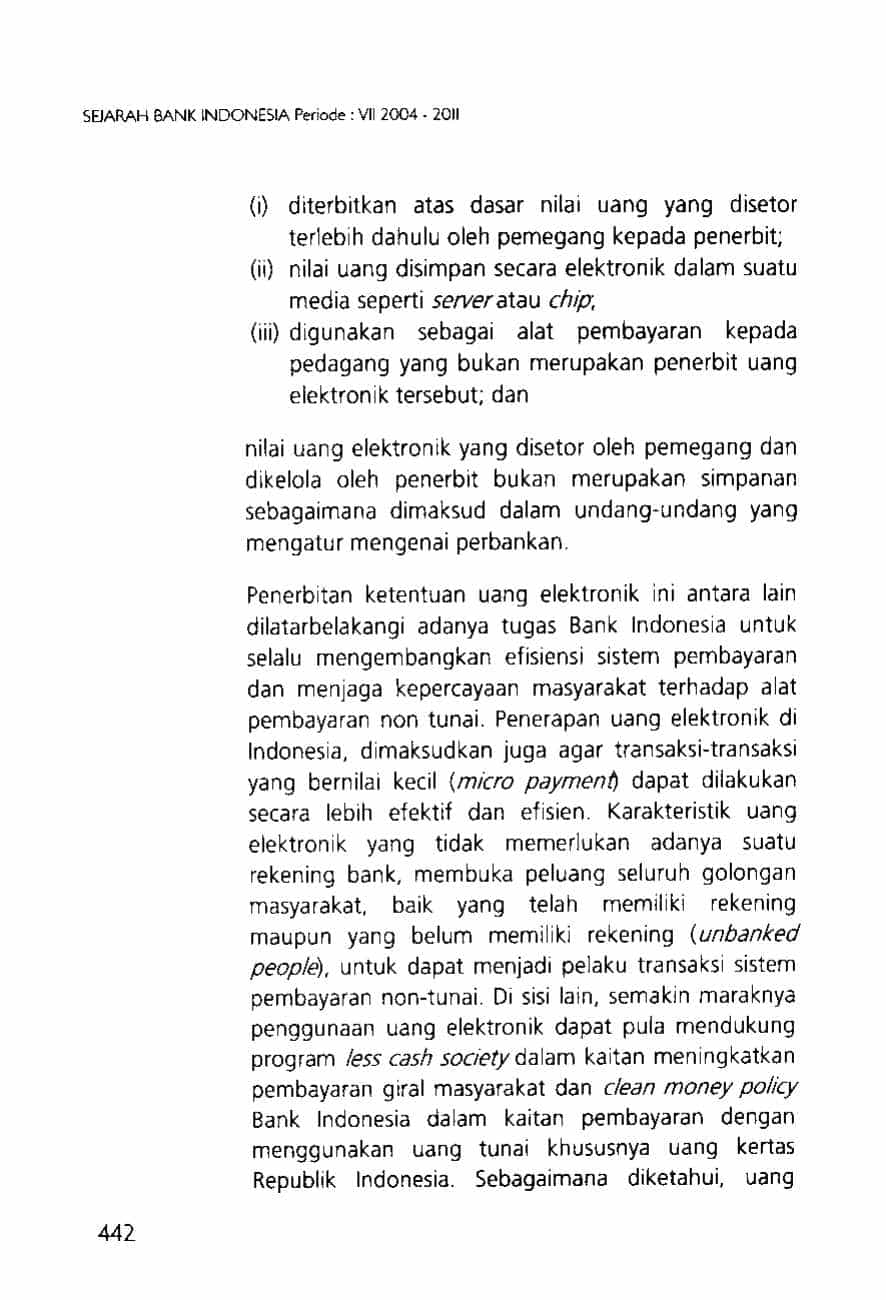 SEJARAH BANK INDONESIA Periode : VII 2004 - 2011
(i) diterbitkan atas dasar nilai uang yang disetor
terlebih dahulu oleh pemegang kepada penerbit;
(ii) nilai uang disimpan secara elektronik dalam suatu
media seperti server atau chip;
(iii) digunakan sebagai alat pembayaran kepada
pedagang yang bukan merupakan penerbit uang
elektronik tersebut; dan
nilai uang elektronik yang disetor oleh pemegang dan
dikelola oleh penerbit bukan merupakan simpanan
sebagaimana dimaksud dalam undang-undang yang
mengatur mengenai perbankan.
Penerbitan ketentuan uang elektronik ini antara lain
dilatarbelakangi adanya tugas Bank Indonesia untuk
selalu mengembangkan efisiensi sistem pembayaran
dan menjaga kepercayaan masyarakat terhadap alat
pembayaran non tunai. Penerapan uang elektronik di
Indonesia, dimaksudkan juga agar transaksi-transaksi
yang bernilai kecil (micro payment) dapat dilakukan
secara lebih efektif dan efisien. Karakteristik uang
elektronik yang tidak memerlukan adanya suatu
rekening bank, membuka peluang seluruh golongan
masyarakat, baik yang telah memiliki rekening
maupun yang belum memiliki rekening (unbanked
people), untuk dapat menjadi pelaku transaksi sistem
pembayaran non-tunai. Di sisi lain, semakin maraknya
penggunaan uang elektronik dapat pula mendukung
program less cash society dalam kaitan meningkatkan
pembayaran giral masyarakat dan clean money policy
Bank Indonesia dalam kaitan pembayaran dengan
menggunakan uang tunai khususnya uang kertas
Republik Indonesia. Sebagaimana diketahui, uang
442